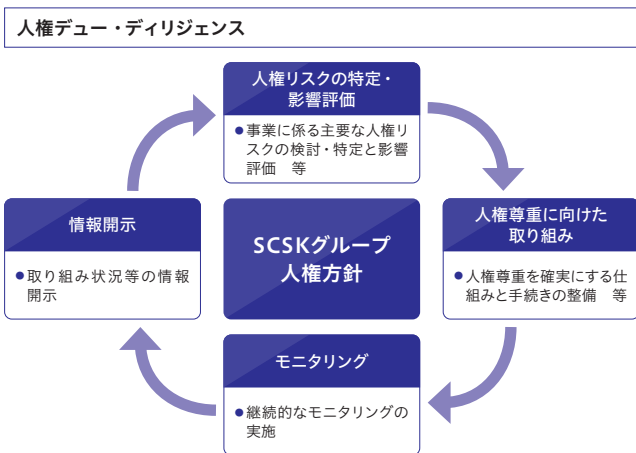 人権デュー・ディリジェンス
人権リスクの特定・
影響評価
●事業に係る主要な人権リ
スクの検討・特定と影響
評価　等
人権尊重に向けた
取り組み
●人権尊重を確実にする仕
組みと手続きの整備　等
SCSKグループ
人権方針
情報開示
●取り組み状況等の情報
開示
モニタリング
●継続的なモニタリングの
実施